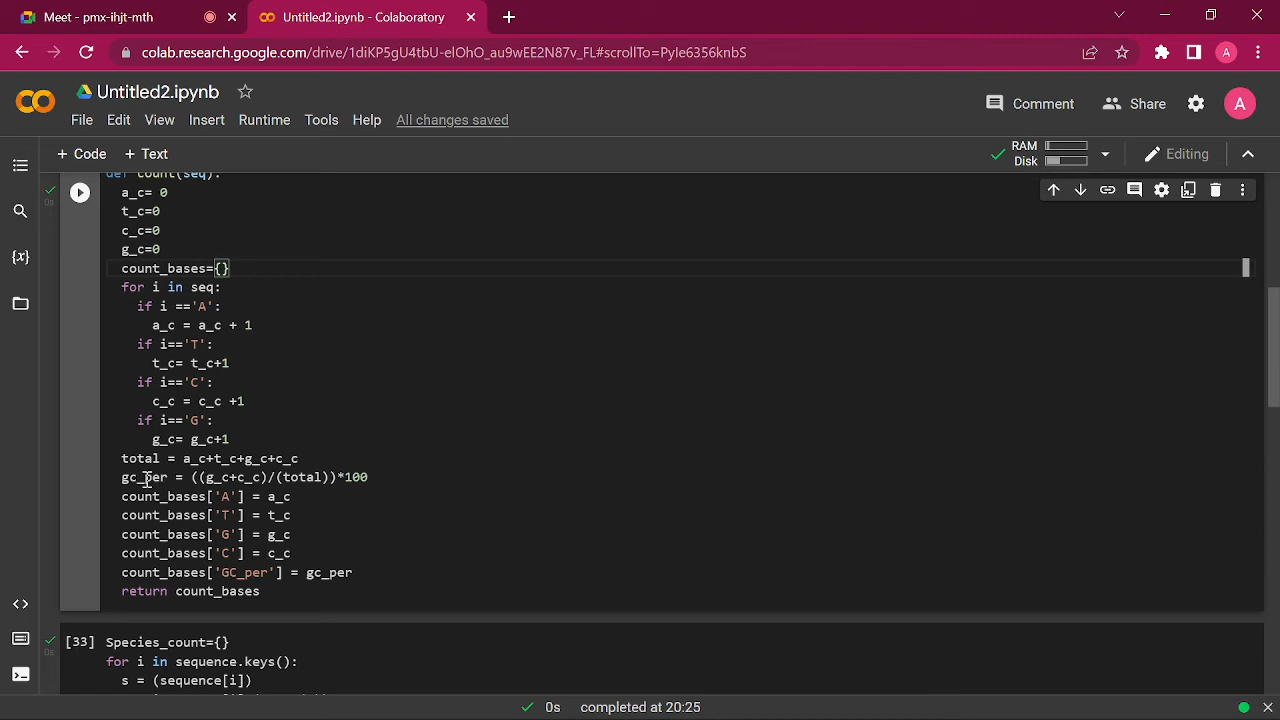 Meet - pmx-ihjt-mth
Untitled2.ipynb - Colaboratory
colab.research.google.com/drive/1diKP5gU4tbU-elOhO_au9wEE2N87v_FL#scrollTo=PyIe6356knbS
A
Untitled2.ipynb
Comment
Share
A
File Edit View Insert Runtime Tools Help All changes saved
+ Code + Text
RAM
Disk
Editing
def count(seq):
0s
a_c= 0
t_c=0
c_c=0
g_c=0
count_bases={}
for i in seq:
if i =='A':
a_c = a_c + 1
if i=='T':
t_c= t_c+1
if i=='C':
c_c = c_c +1
if i=='G':
g_c= g_c+1
total = a_c+t_c+g_c+c_c
gc_per = ((g_c+c_c)/(total))*100
count_bases['A'] = a_c
count_bases['T'] = t_c
count_bases['G'] = g_c
count_bases['C'] = c_c
count_bases['GC_per'] = gc_per
return count_bases
[33] Species_count={}
0s
for i in sequence.keys():
s = (sequence[i])
0s completed at 20:25